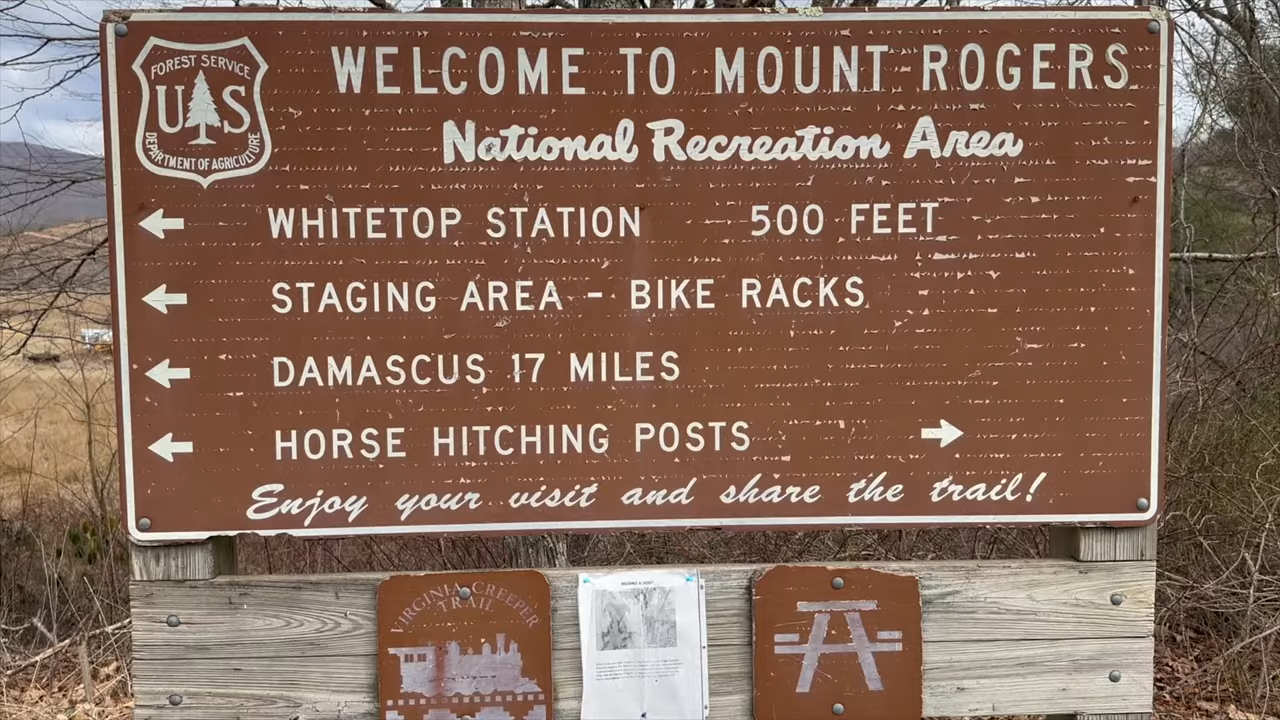 FOREST SERVICE
US
DEPARTMENT OF AGRICULTURE
WELCOME TO MOUNT ROGERS
National Recreation Area
WHITETOP STATION 500 FEET
STAGING AREA - BIKE RACKS
DAMASCUS 17 MILES
HORSE HITCHING POSTS
Enjoy your visit and share the trail!
VIRGINIA CREEPER
TRAIL